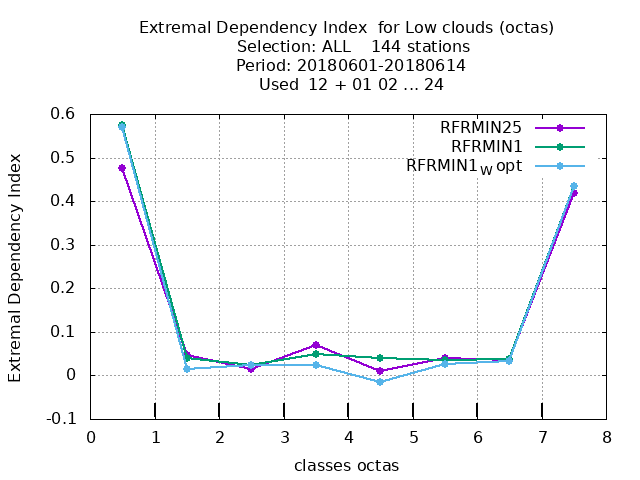 Extremal Dependency Index for Low clouds (octas)
Selection: ALL 144 stations
Period: 20180601-20180614
Used 12 + 01 02 ... 24
RFRMIN25
RFRMIN1
RFRMIN1W opt
Extremal Dependency Index
0.6
0.5
0.4
0.3
0.2
0.1
0
-0.1
0 1 2 3 4 5 6 7 8
classes octas